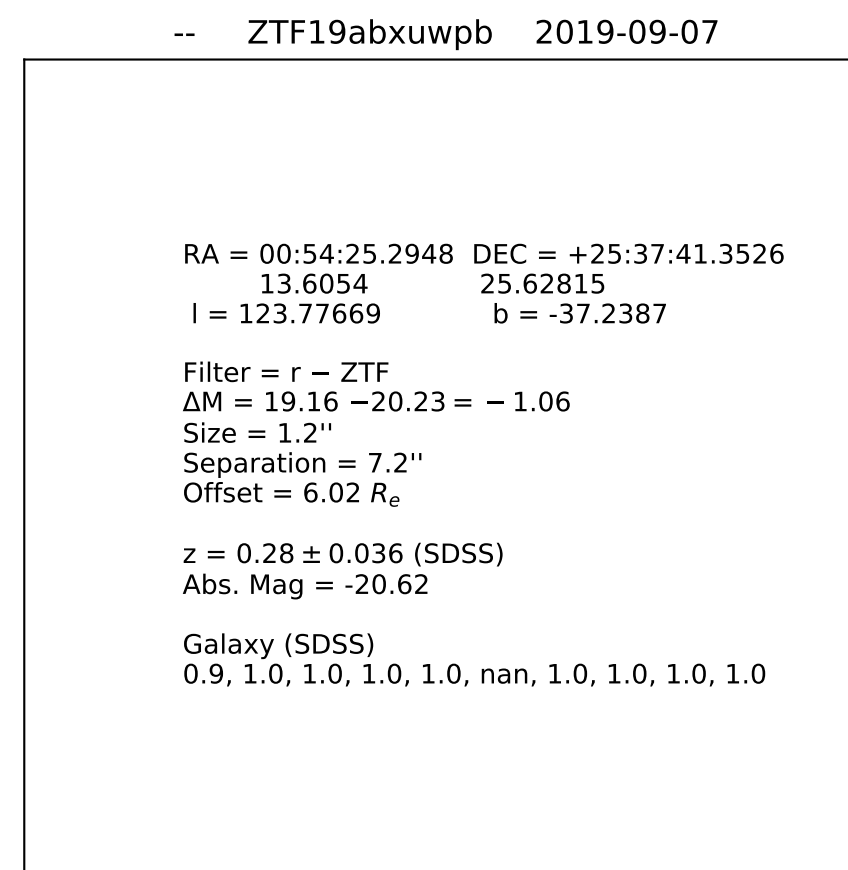 -- ZTF19abxuwpb 2019-09-07
RA = 00:54:25.2948 DEC = +25:37:41.3526
13.6054 25.62815
l = 123.77669 b = -37.2387
Filter = r − ZTF
ΔM = 19.16 −20.23 = − 1.06
Size = 1.2''
Separation = 7.2''
Offset = 6.02 Rₑ
z = 0.28 ± 0.036 (SDSS)
Abs. Mag = -20.62
Galaxy (SDSS)
0.9, 1.0, 1.0, 1.0, 1.0, nan, 1.0, 1.0, 1.0, 1.0